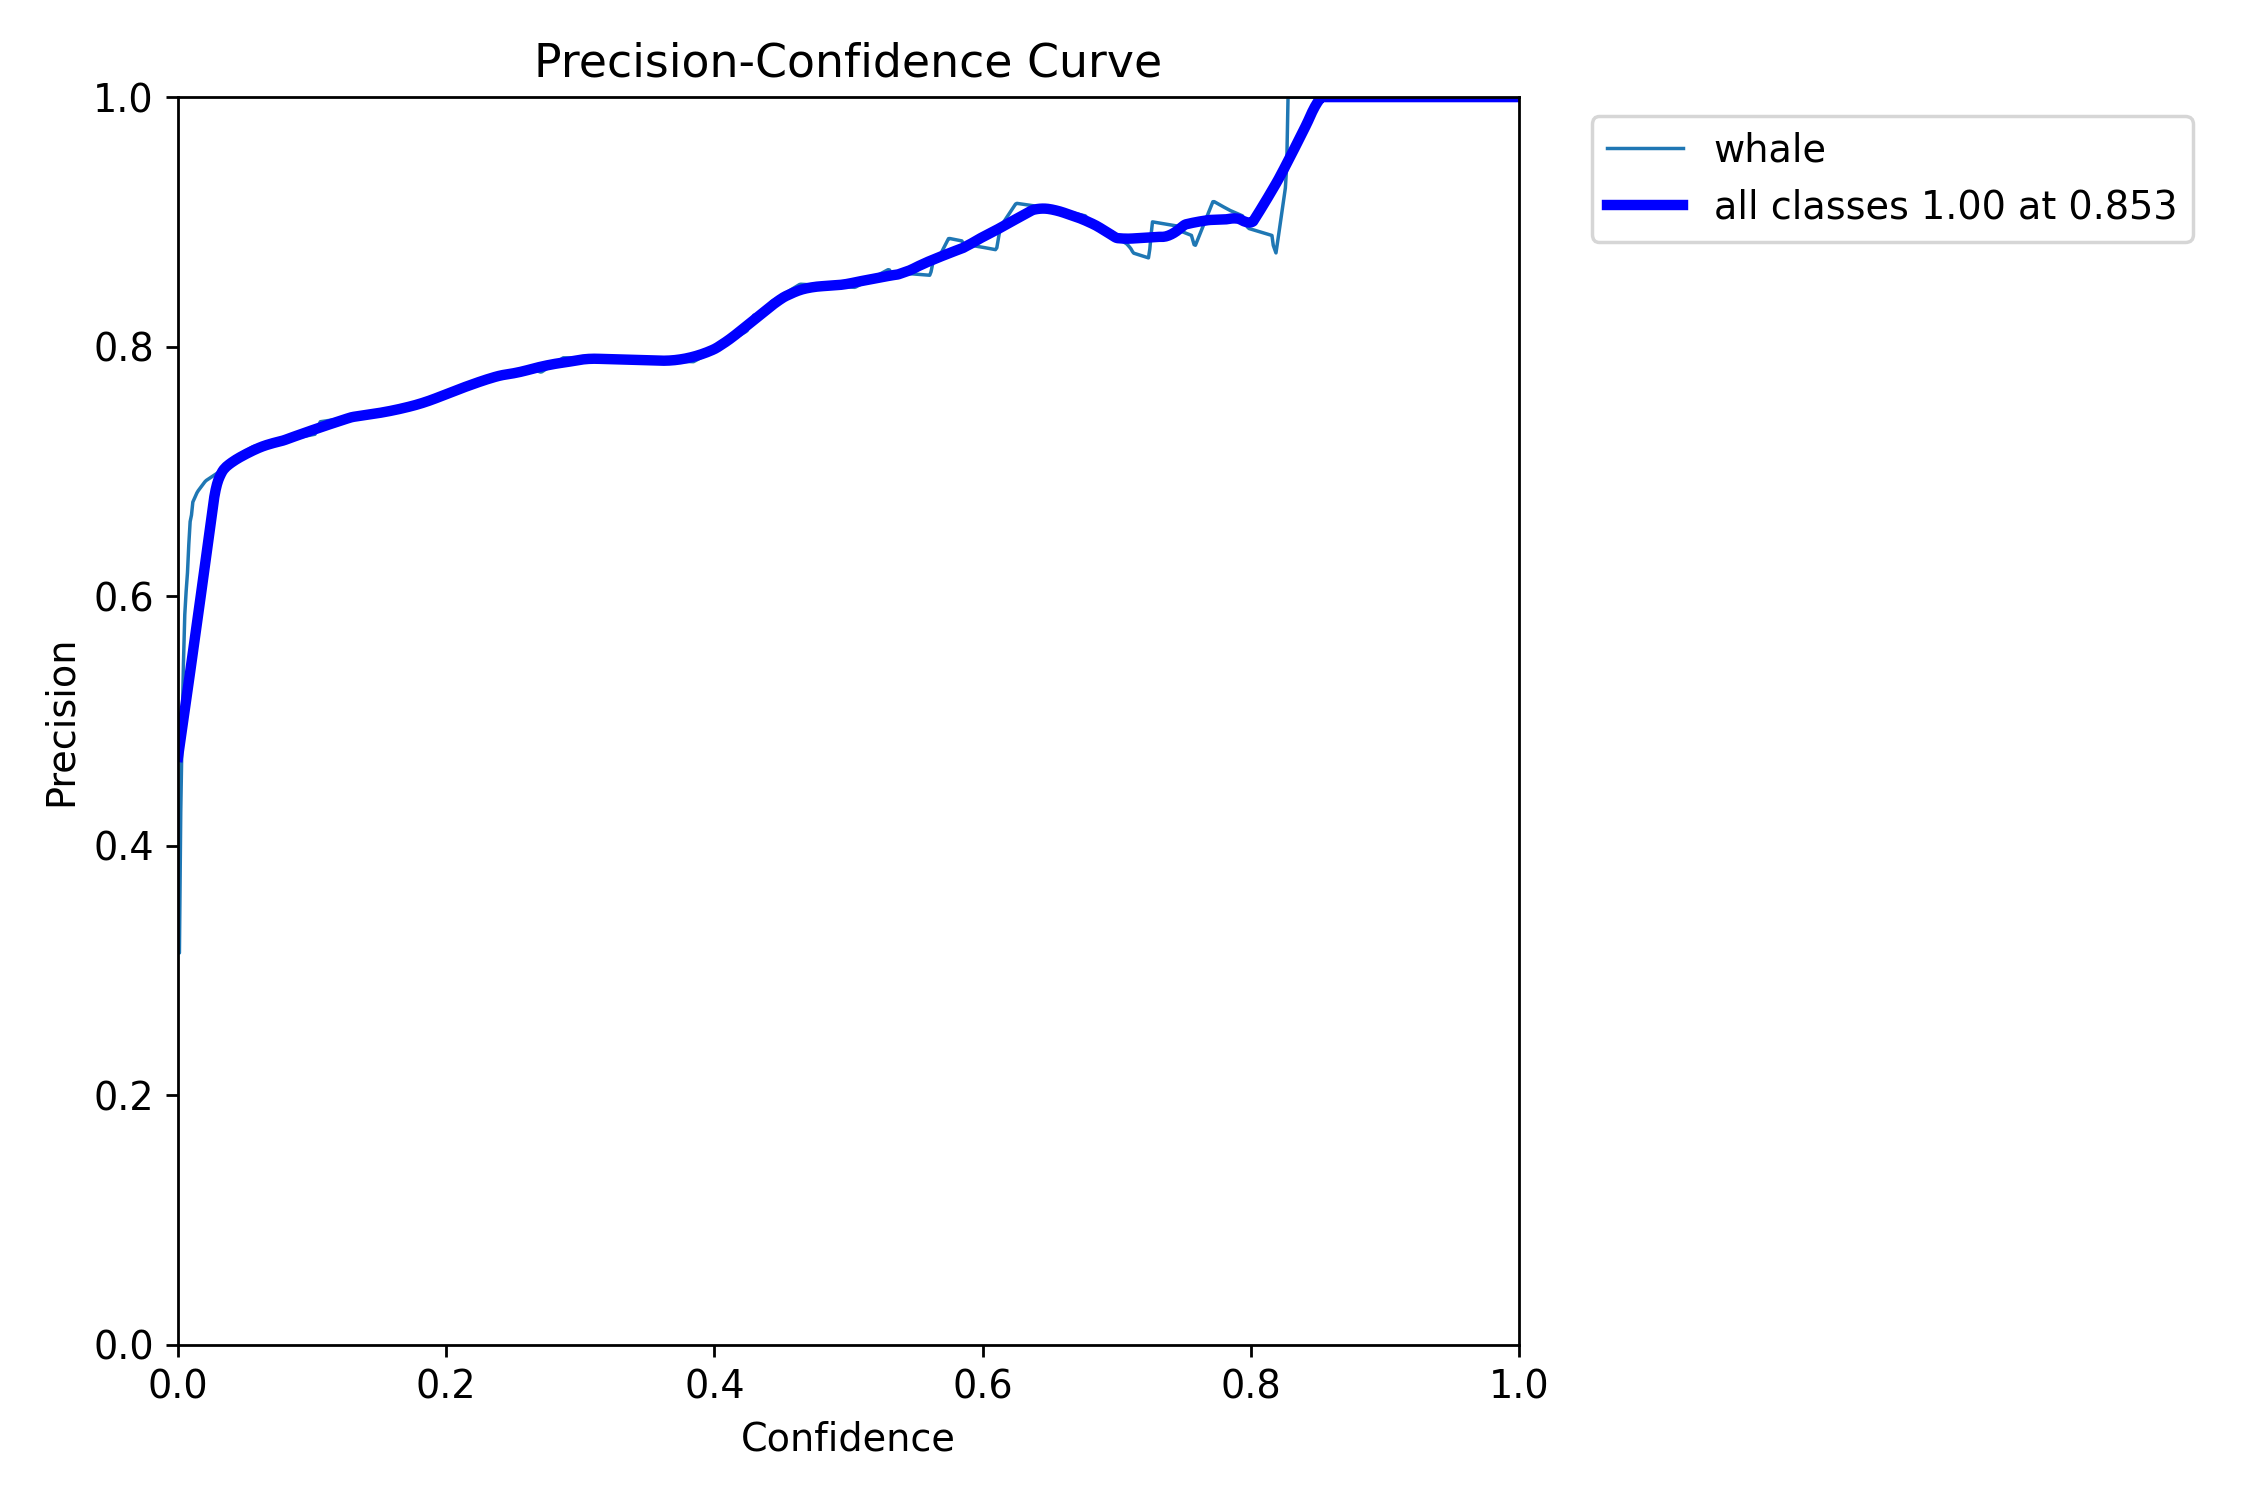 Precision-Confidence Curve
1.0
0.8
0.6
0.4
0.2
0.0
Precision
0.0 0.2 0.4 0.6 0.8 1.0
Confidence
whale
all classes 1.00 at 0.853